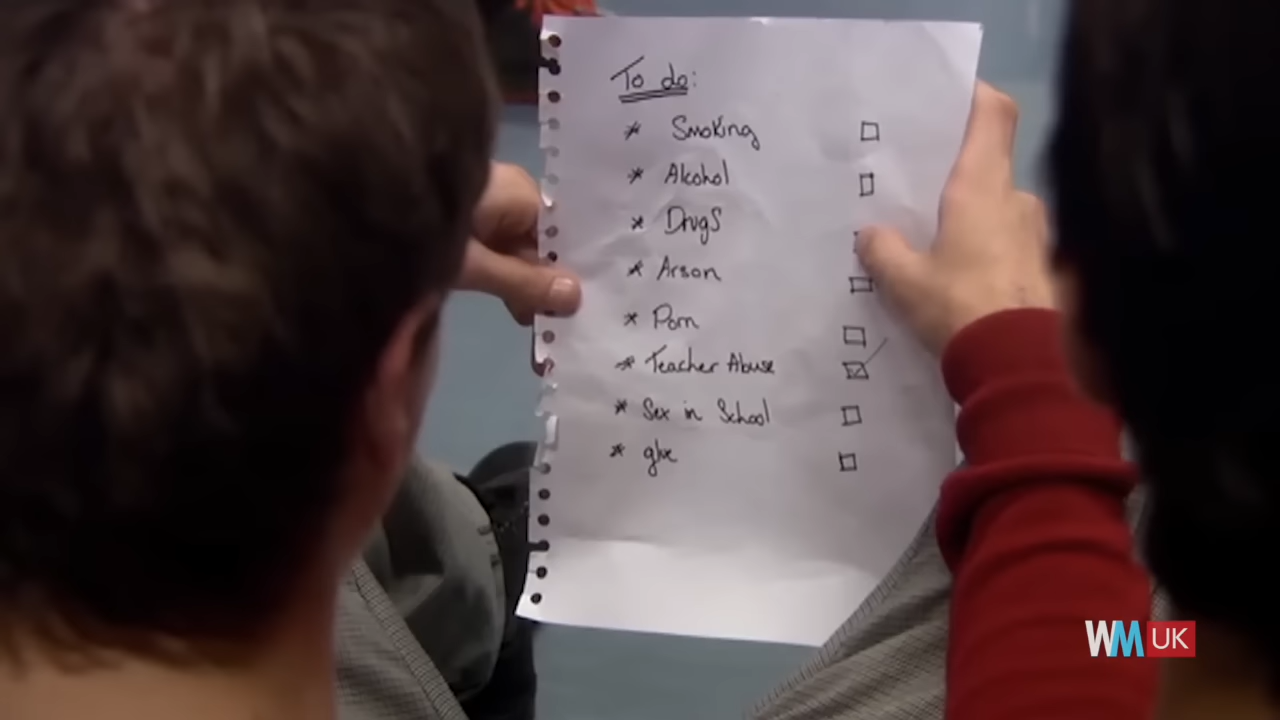 To do:
* Smoking
* Alcohol
* Drugs
* Arson
* Porn
* Teacher Abuse
* Sex in School
* glue
WM UK